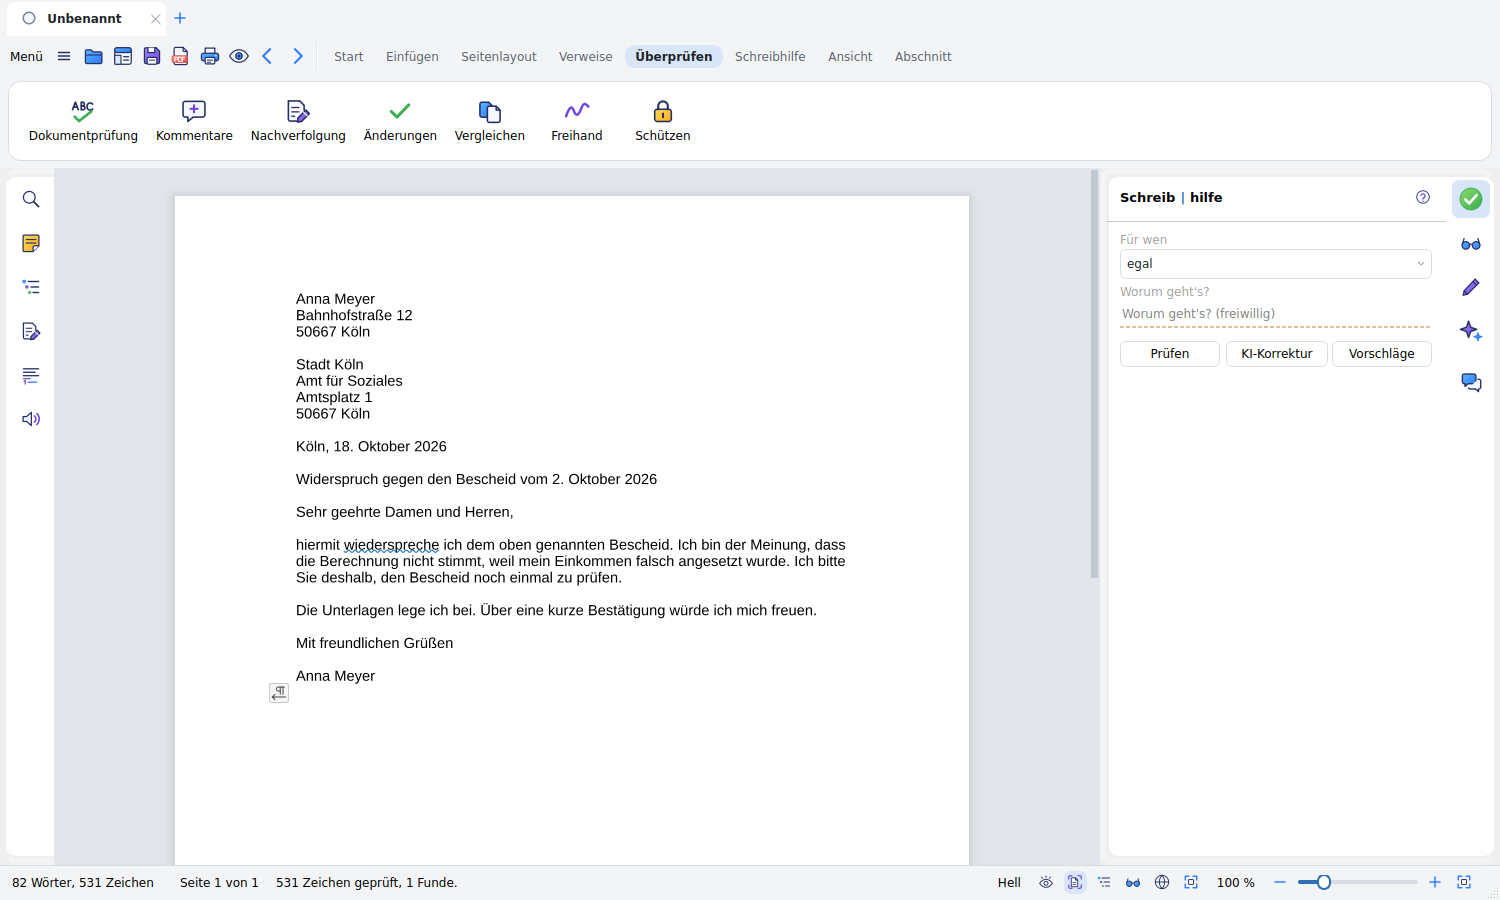 Unbenannt
Menü
Start Einfügen Seitenlayout Verweise Überprüfen Schreibhilfe Ansicht Abschnitt
ABC
Dokumentprüfung Kommentare Nachverfolgung Änderungen Vergleichen Freihand Schützen
Anna Meyer
Bahnhofstraße 12
50667 Köln
Stadt Köln
Amt für Soziales
Amtsplatz 1
50667 Köln
Köln, 18. Oktober 2026
Widerspruch gegen den Bescheid vom 2. Oktober 2026
Sehr geehrte Damen und Herren,
hiermit wiederspreche ich dem oben genannten Bescheid. Ich bin der Meinung, dass
die Berechnung nicht stimmt, weil mein Einkommen falsch angesetzt wurde. Ich bitte
Sie deshalb, den Bescheid noch einmal zu prüfen.
Die Unterlagen lege ich bei. Über eine kurze Bestätigung würde ich mich freuen.
Mit freundlichen Grüßen
Anna Meyer
Schreib | hilfe
Für wen
egal
Worum geht's?
Worum geht's? (freiwillig)
Prüfen KI-Korrektur Vorschläge
82 Wörter, 531 Zeichen Seite 1 von 1 531 Zeichen geprüft, 1 Funde. Hell 100 %